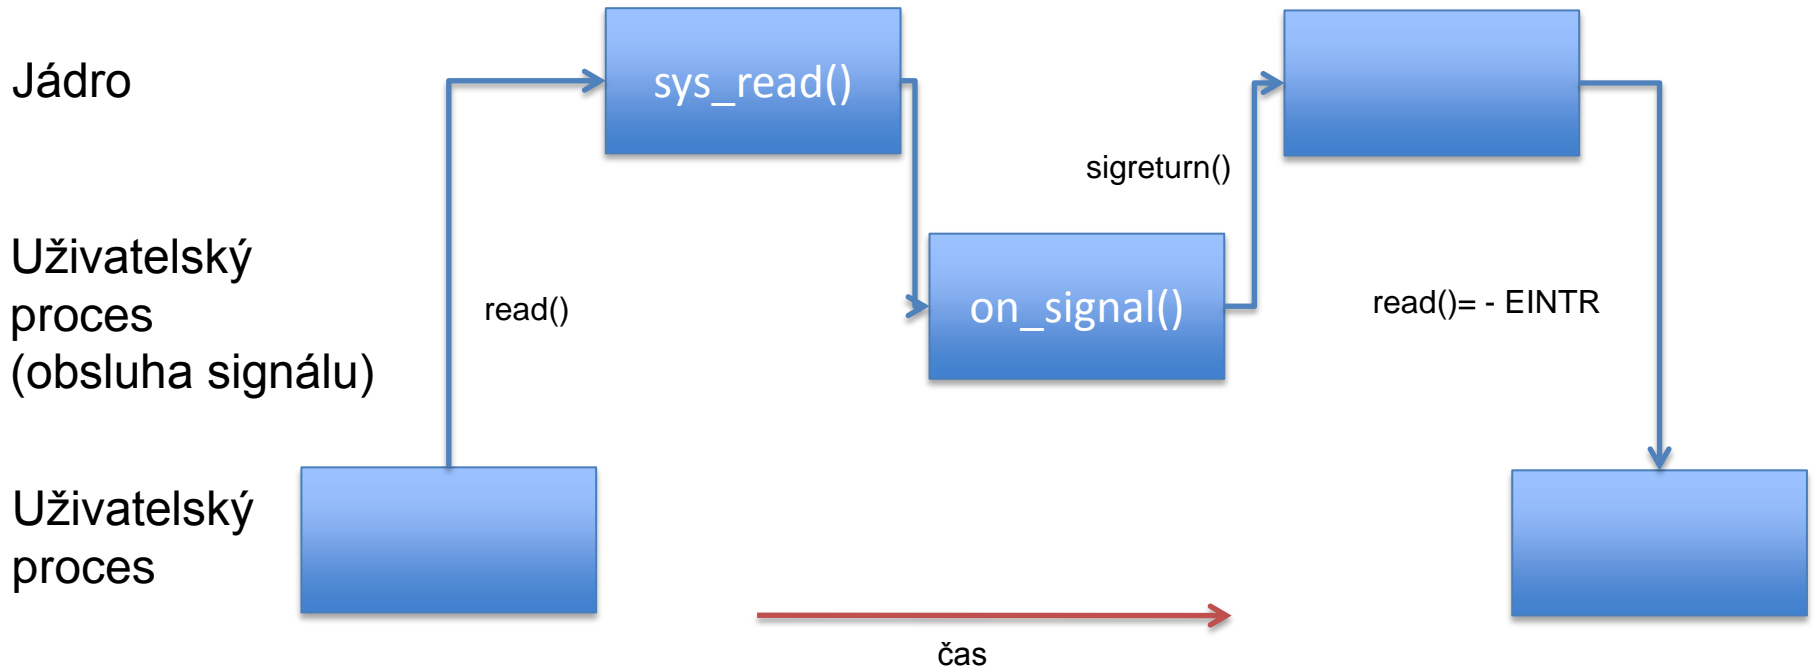 Jádro
sys_read()
sigreturn()
Uživatelský
proces
(obsluha signálu)
read()
on_signal()
read()= - EINTR
Uživatelský
proces
čas